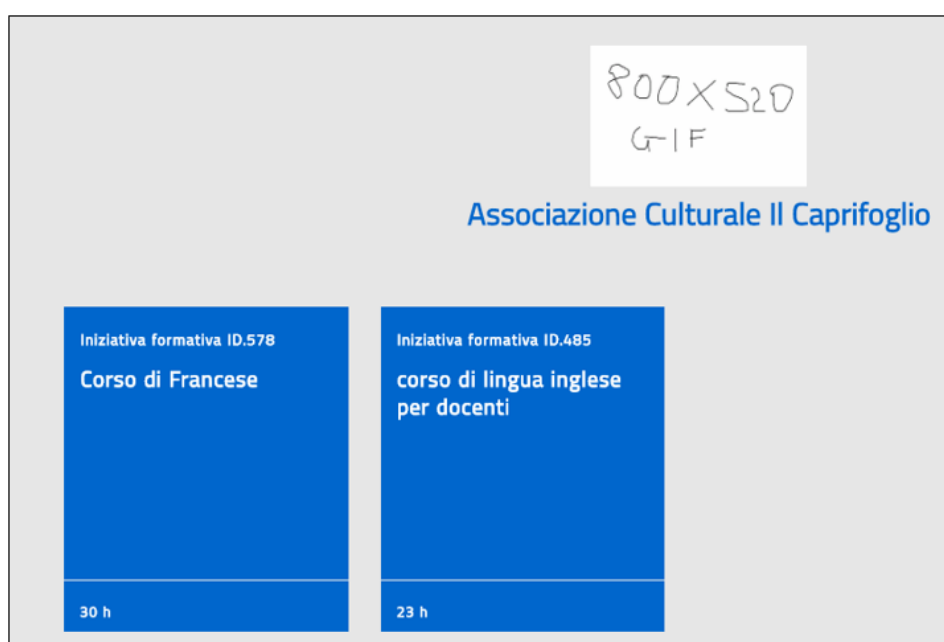 800X520
GIF
Associazione Culturale Il Caprifoglio
Iniziativa formativa ID.578
Corso di Francese
30 h
Iniziativa formativa ID.485
corso di lingua inglese
per docenti
23 h